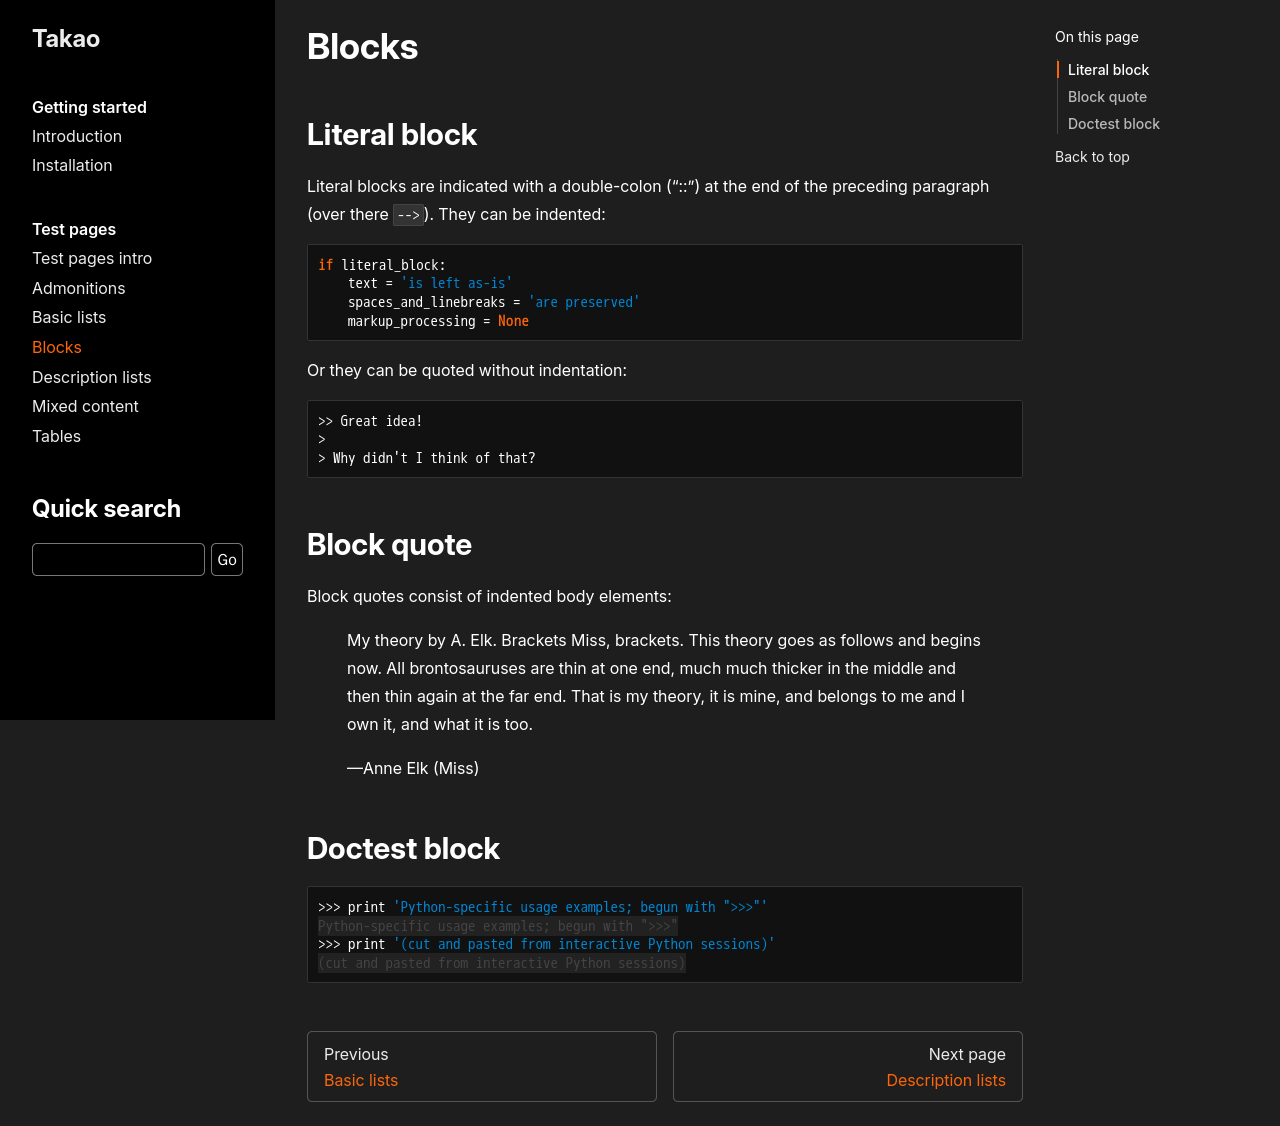 Takao
Getting started
Introduction
Installation
Test pages
Test pages intro
Admonitions
Basic lists
Blocks
Description lists
Mixed content
Tables
Quick search
Go
Blocks
Literal block
Literal blocks are indicated with a double-colon (“::”) at the end of the preceding paragraph
(over there -->). They can be indented:
if literal_block:
    text = 'is left as-is'
    spaces_and_linebreaks = 'are preserved'
    markup_processing = None
Or they can be quoted without indentation:
>> Great idea!
>
> Why didn't I think of that?
Block quote
Block quotes consist of indented body elements:
My theory by A. Elk. Brackets Miss, brackets. This theory goes as follows and begins
now. All brontosauruses are thin at one end, much much thicker in the middle and
then thin again at the far end. That is my theory, it is mine, and belongs to me and I
own it, and what it is too.
—Anne Elk (Miss)
Doctest block
>>> print 'Python-specific usage examples; begun with ">>>"'
Python-specific usage examples; begun with ">>>"
>>> print '(cut and pasted from interactive Python sessions)'
(cut and pasted from interactive Python sessions)
Previous
Basic lists
Next page
Description lists
On this page
Literal block
Block quote
Doctest block
Back to top